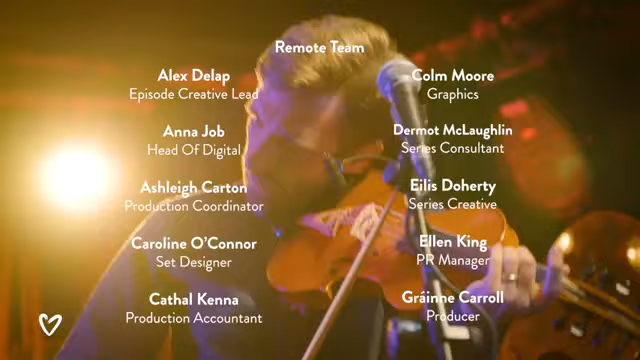 Remote Team
Alex Delap
Episode Creative Lead
Anna Job
Head Of Digital
Ashleigh Carton
Production Coordinator
Caroline O'Connor
Set Designer
Cathal Kenna
Production Accountant
Colm Moore
Graphics
Dermot McLaughlin
Series Consultant
Eilis Doherty
Series Creative
Ellen King
PR Manager
Gráinne Carroll
Producer